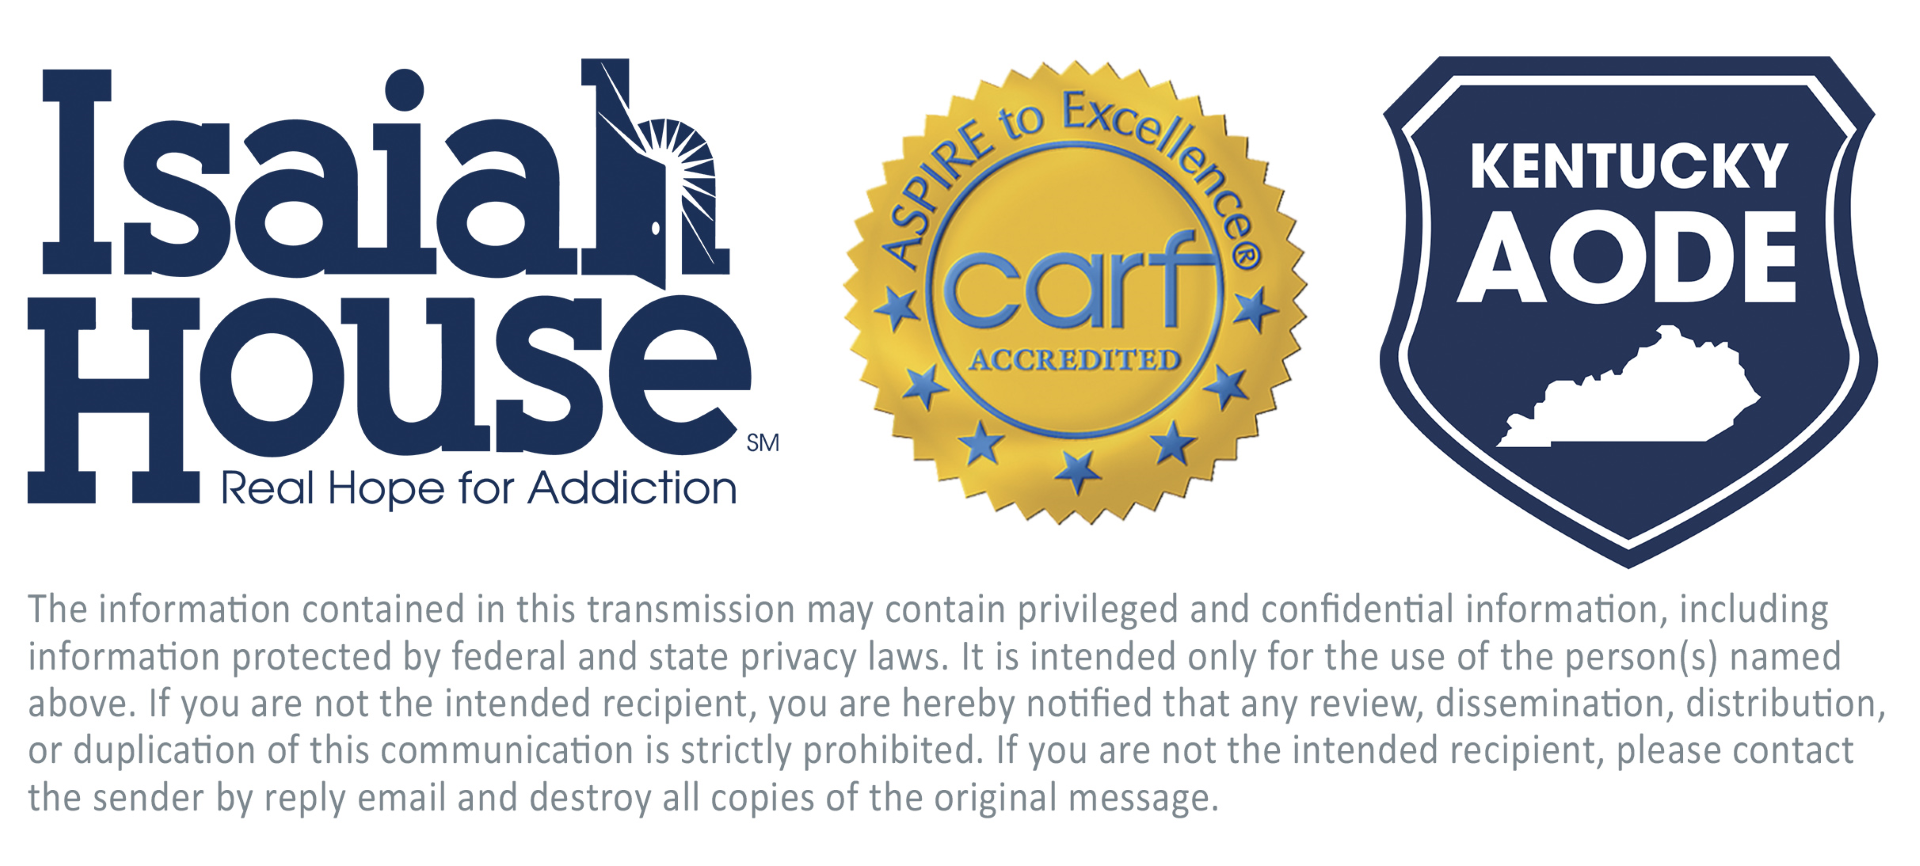 Isaiah
House SM
Real Hope for Addiction
ASPIRE to Excellence®
carf
ACCREDITED
KENTUCKY
AODE
The information contained in this transmission may contain privileged and confidential information, including
information protected by federal and state privacy laws. It is intended only for the use of the person(s) named
above. If you are not the intended recipient, you are hereby notified that any review, dissemination, distribution,
or duplication of this communication is strictly prohibited. If you are not the intended recipient, please contact
the sender by reply email and destroy all copies of the original message.